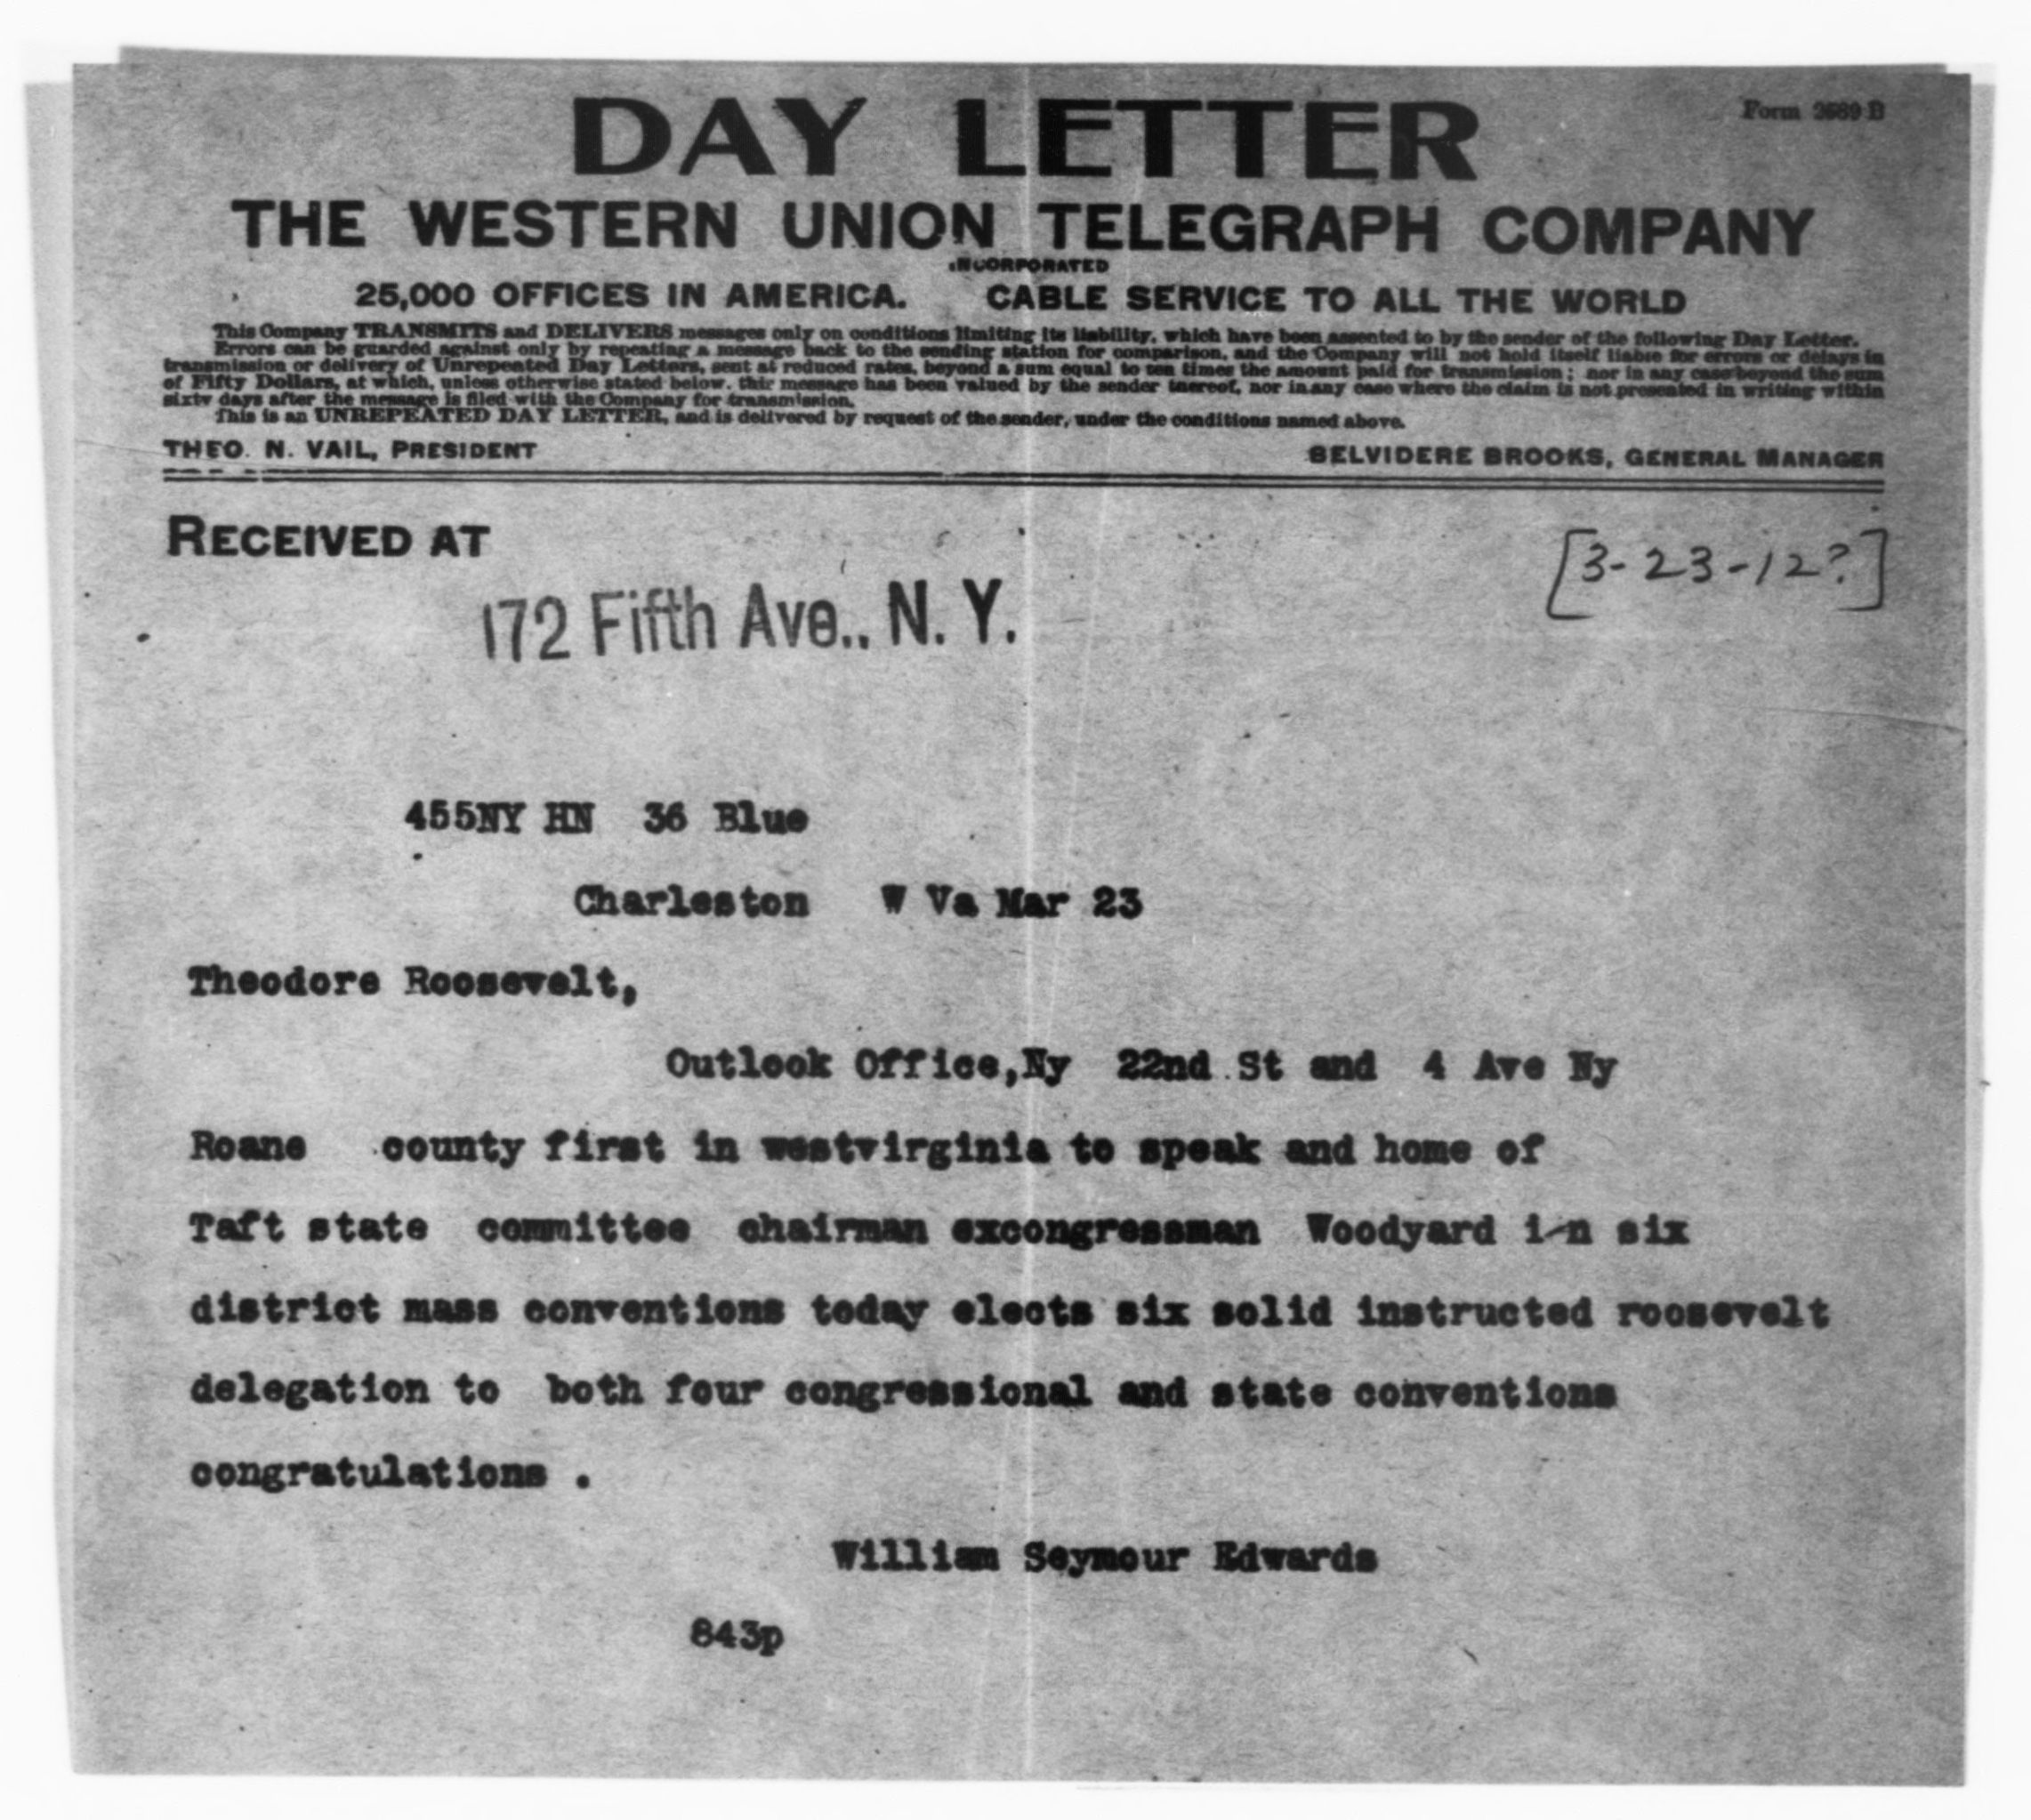 Form 2589 B
DAY LETTER
THE WESTERN UNION TELEGRAPH COMPANY
INCORPORATED
25,000 OFFICES IN AMERICA. CABLE SERVICE TO ALL THE WORLD
This Company TRANSMITS and DELIVERS messages only on conditions limiting its liability, which have been assented to by the sender of the following Day Letter.
Errors can be guarded against only by repeating a message back to the sending station for comparison, and the Company will not hold itself liable for errors or delays in
transmission or delivery of Unrepeated Day Letters, sent at reduced rates, beyond a sum equal to ten times the amount paid for transmission; nor in any case beyond the sum
of Fifty Dollars, at which, unless otherwise stated below, this message has been valued by the sender thereof, nor in any case where the claim is not presented in writing within
sixty days after the message is filed with the Company for transmission.
This is an UNREPEATED DAY LETTER, and is delivered by request of the sender, under the conditions named above.
THEO. N. VAIL, PRESIDENT BELVIDERE BROOKS, GENERAL MANAGER
RECEIVED AT
[3-23-12?]
172 Fifth Ave., N. Y.
455NY HN 36 Blue
Charleston W Va Mar 23
Theodore Roosevelt,
Outlook Office,Ny 22nd St and 4 Ave Ny
Roane county first in westvirginia to speak and home of
Taft state committee chairman excongressman Woodyard i-n six
district mass conventions today elects six solid instructed roosevelt
delegation to both four congressional and state conventions
congratulations .
William Seymour Edwards
843p